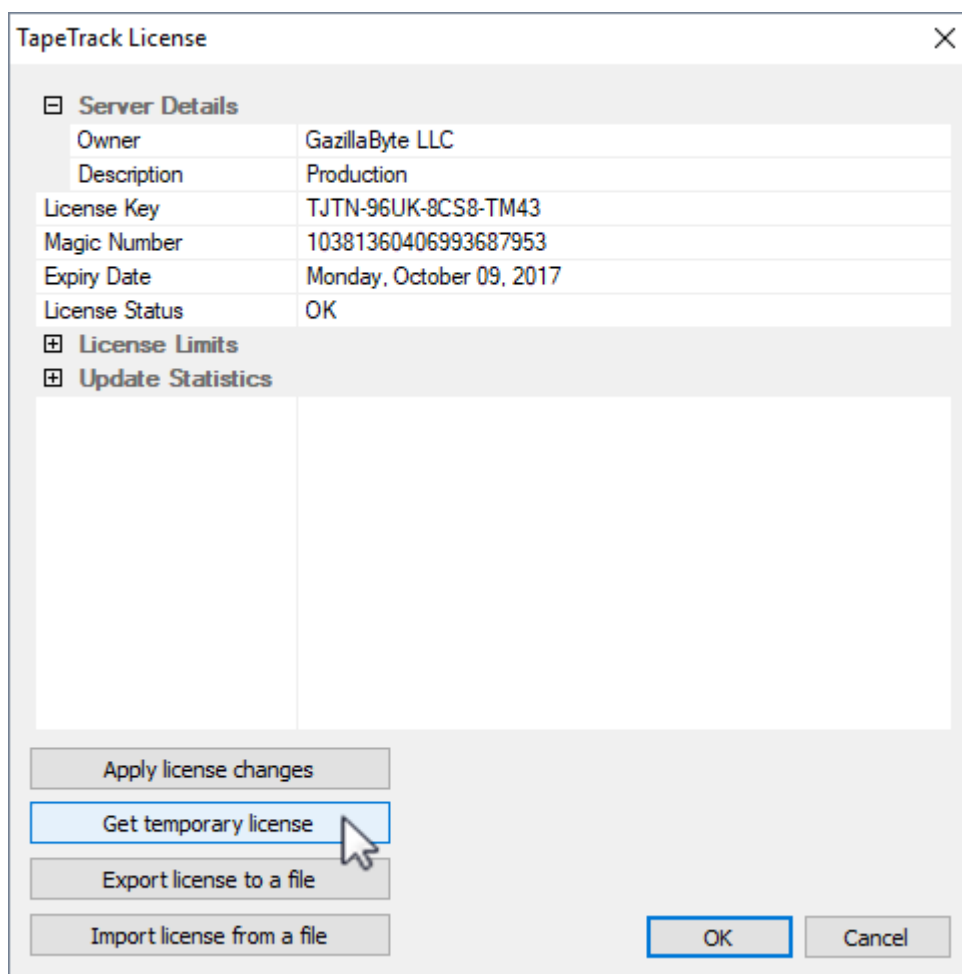 TapeTrack License
Server Details
Owner GazillaByte LLC
Description Production
License Key TJTN-96UK-8CS8-TM43
Magic Number 10381360406993687953
Expiry Date Monday, October 09, 2017
License Status OK
License Limits
Update Statistics
Apply license changes
Get temporary license
Export license to a file
Import license from a file OK Cancel